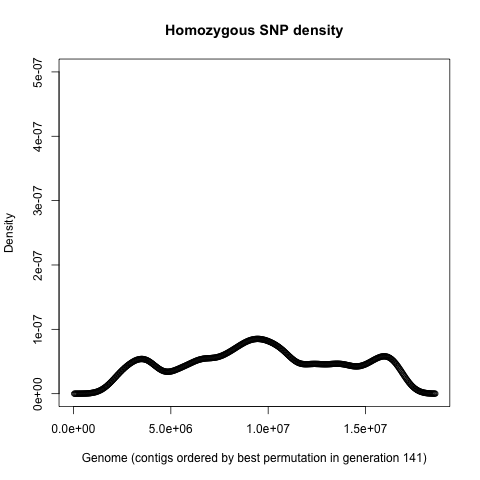 Homozygous SNP density
5e-07
4e-07
3e-07
2e-07
1e-07
0e+00
Density
0.0e+00 5.0e+06 1.0e+07 1.5e+07
Genome (contigs ordered by best permutation in generation 141)